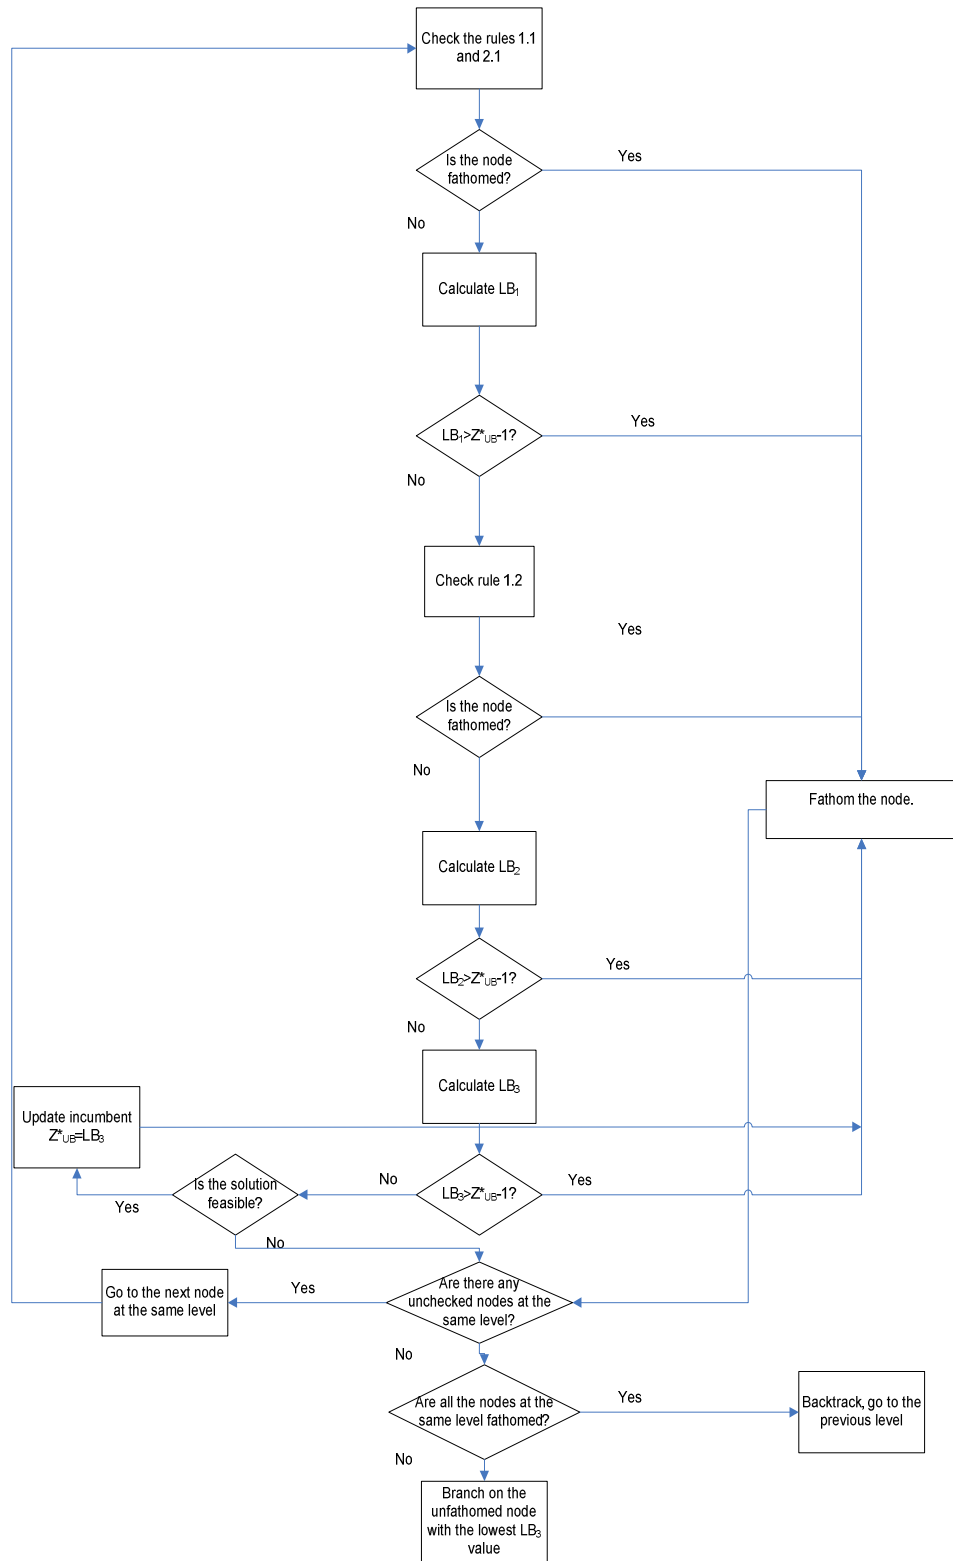 Check the rules 1.1
and 2.1
Is the node
fathomed?
Yes
No
Calculate LB1
LB1>Z*UB-1?
Yes
No
Check rule 1.2
Yes
Is the node
fathomed?
No
Fathom the node.
Calculate LB2
LB2>Z*UB-1?
Yes
No
Calculate LB3
Update incumbent
Z*UB=LB3
Is the solution
feasible?
No
LB3>Z*UB-1?
Yes
Yes
No
Go to the next node
at the same level
Yes
Are there any
unchecked nodes at the
same level?
No
Are all the nodes at the
same level fathomed?
Yes
Backtrack, go to the
previous level
No
Branch on the
unfathomed node
with the lowest LB3
value